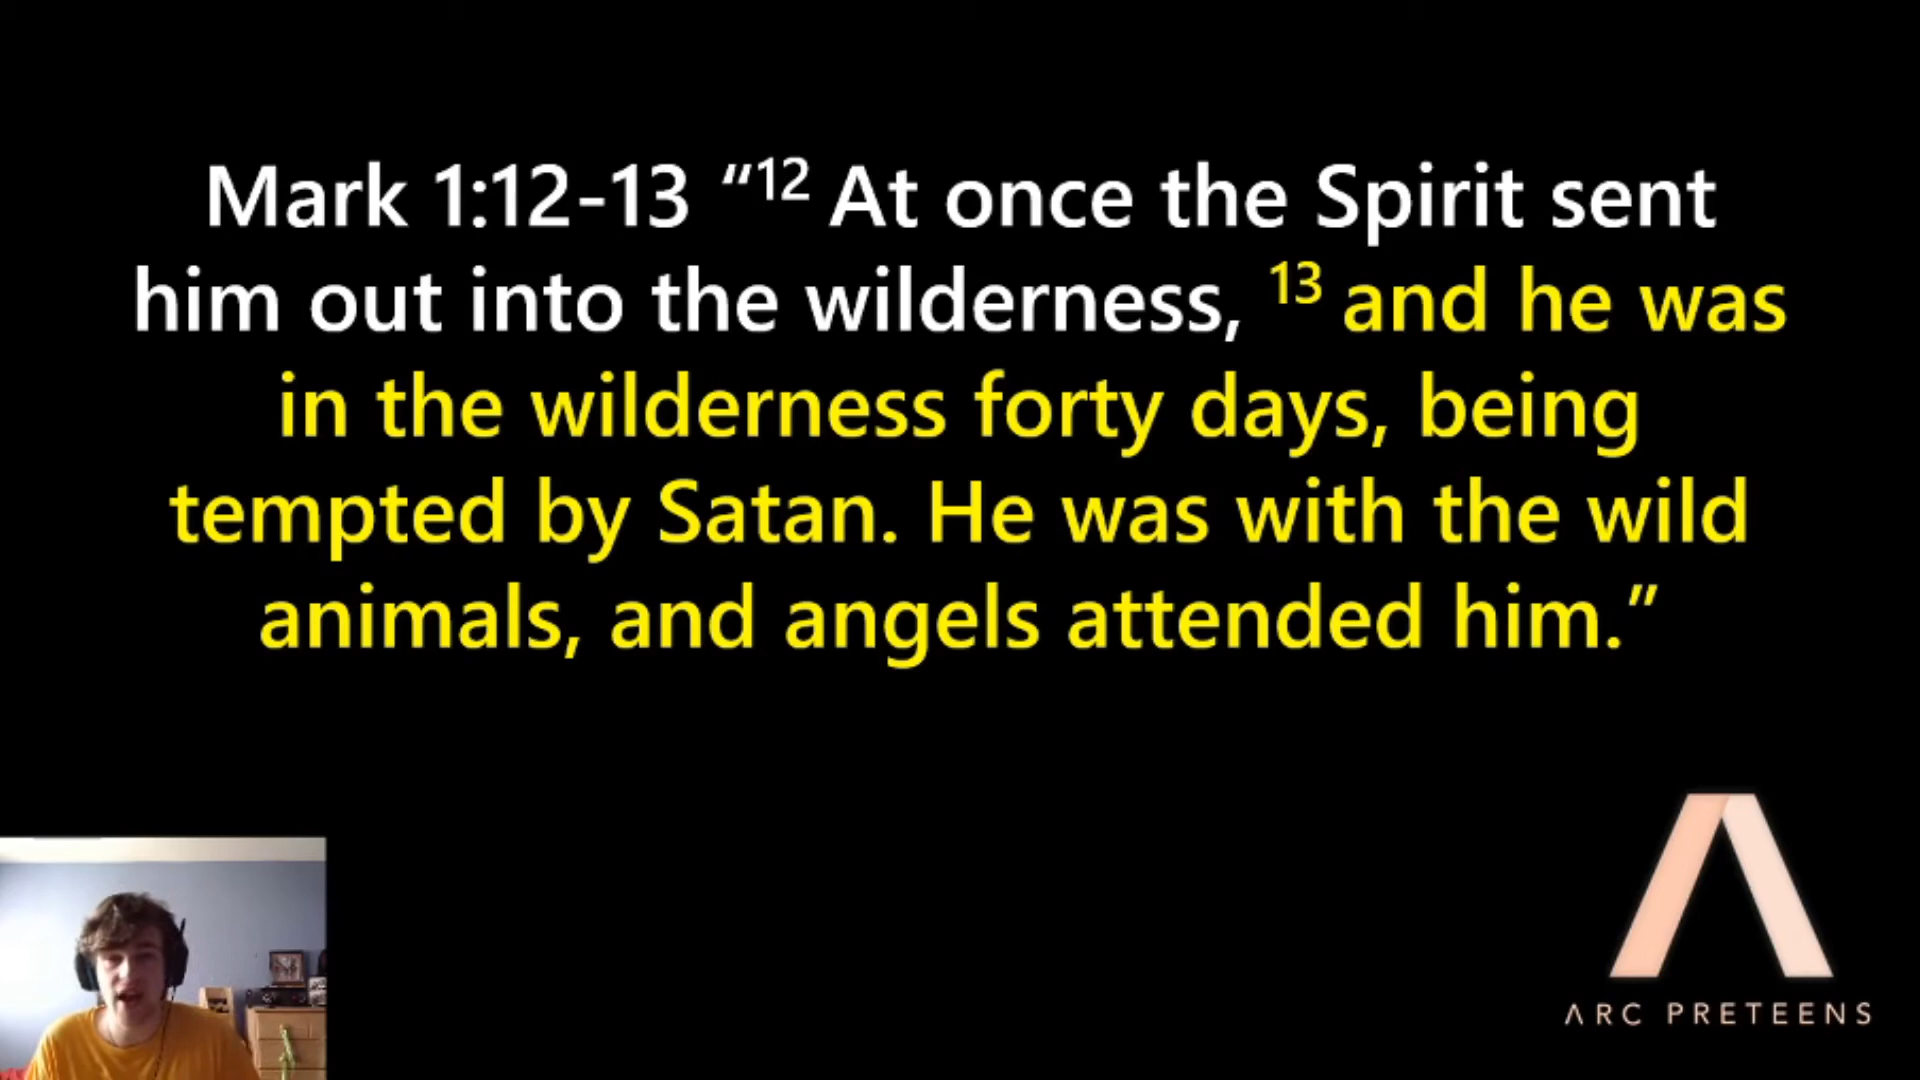 Mark 1:12-13 “12 At once the Spirit sent
him out into the wilderness, 13 and he was
in the wilderness forty days, being
tempted by Satan. He was with the wild
animals, and angels attended him.”
ARC PRETEENS